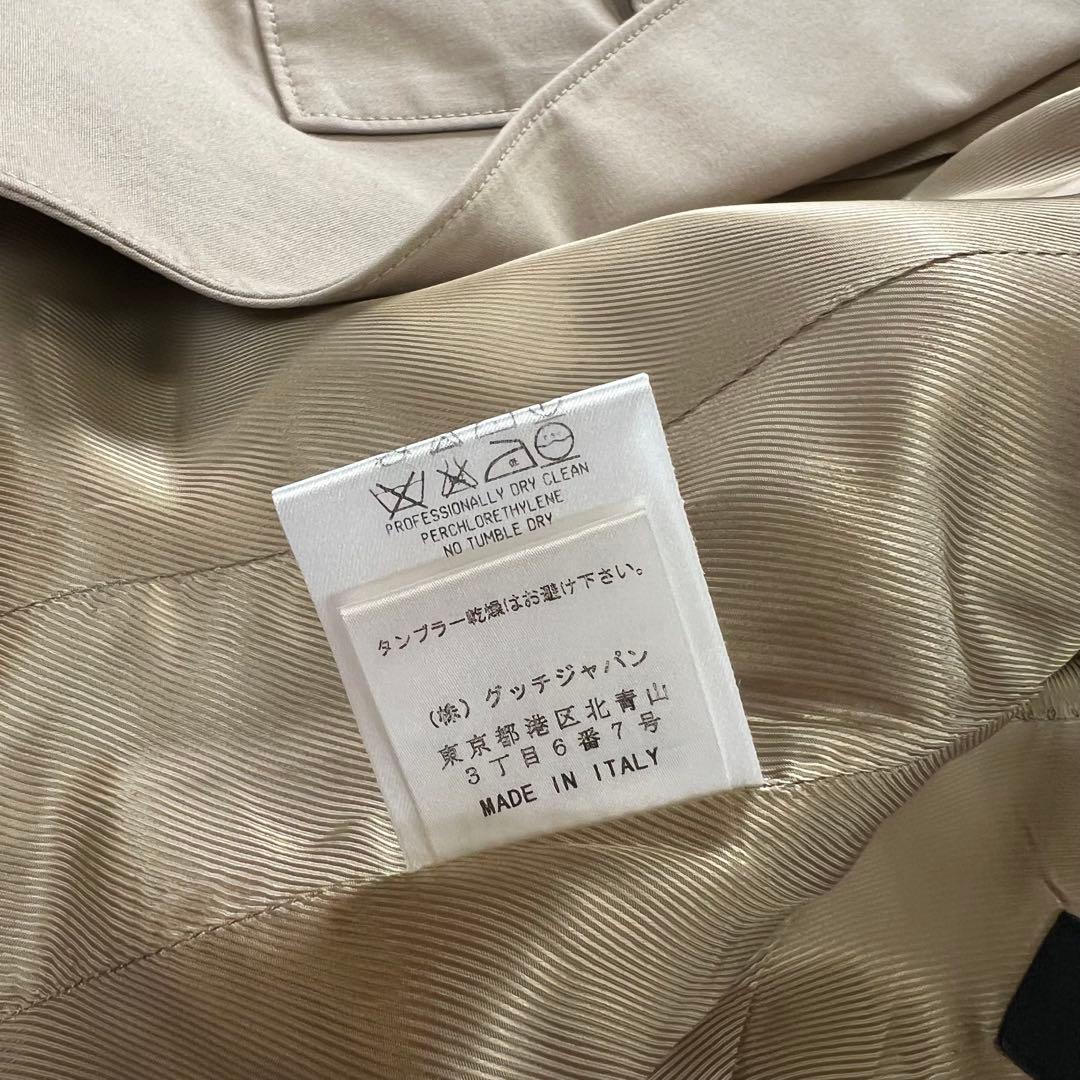 PROFESSIONALLY DRY CLEAN
PERCHLORETHYLENE
NO TUMBLE DRY
タンブラー乾燥はお避け下さい。
(株) グッチジャパン
東京都港区北青山
3丁目6番7号
MADE IN ITALY